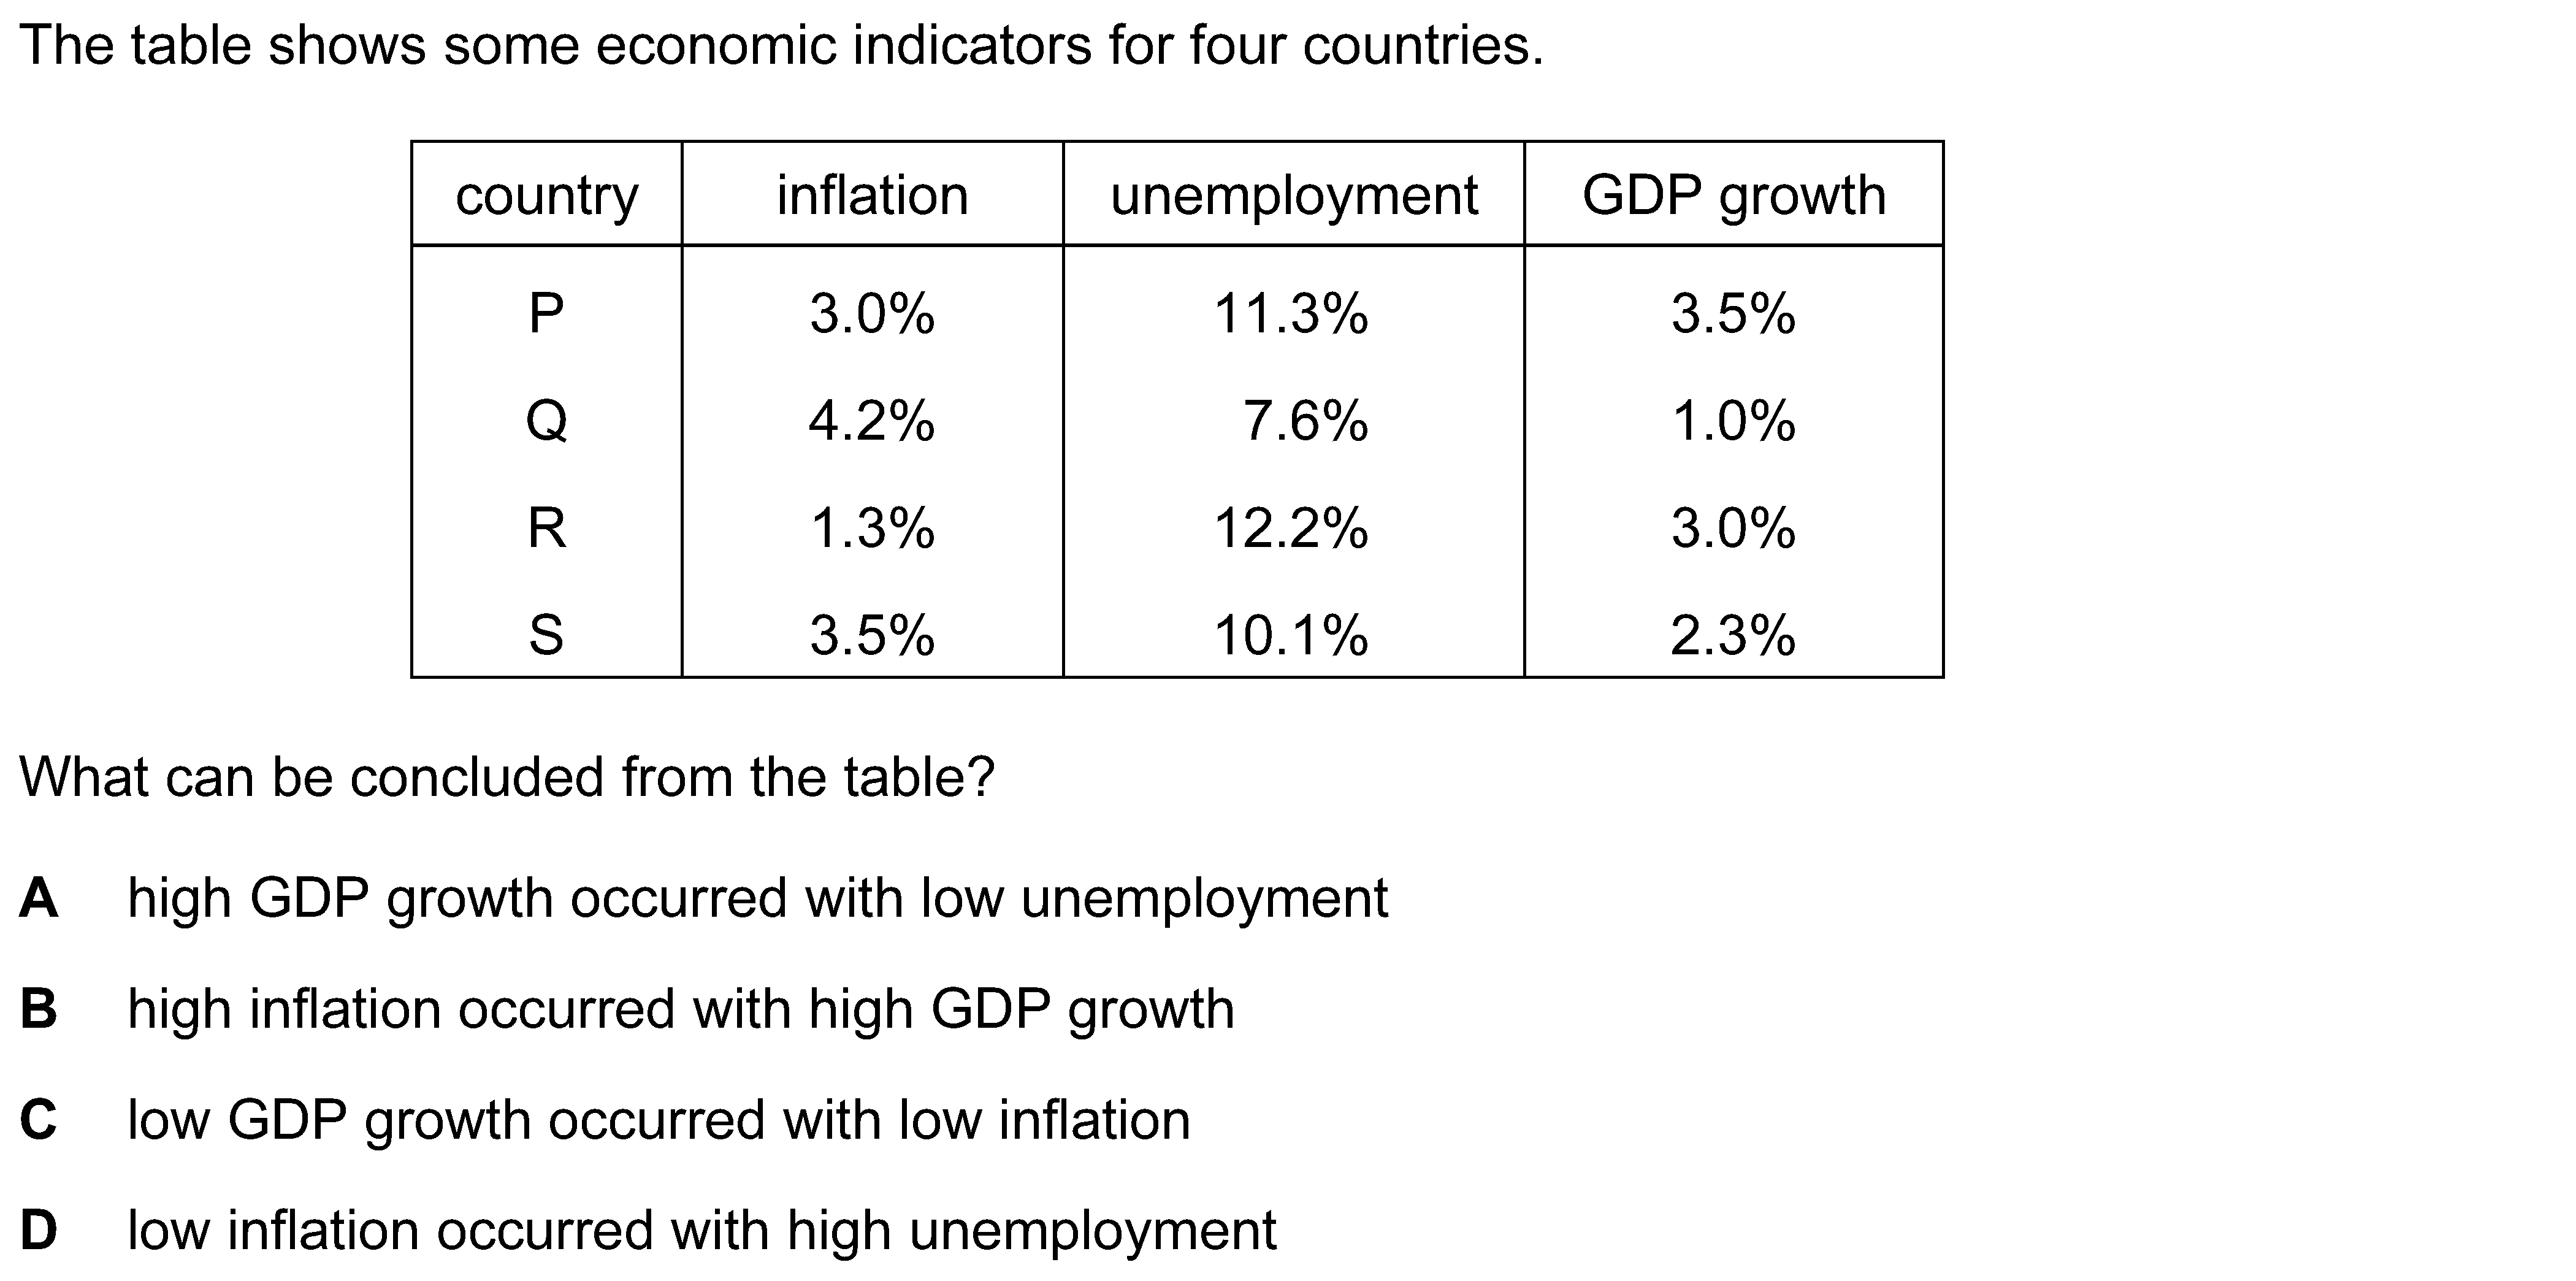 The table shows some economic indicators for four countries.
country inflation unemployment GDP growth
P 3.0% 11.3% 3.5%
Q 4.2% 7.6% 1.0%
R 1.3% 12.2% 3.0%
S 3.5% 10.1% 2.3%
What can be concluded from the table?
A high GDP growth occurred with low unemployment
B high inflation occurred with high GDP growth
C low GDP growth occurred with low inflation
D low inflation occurred with high unemployment